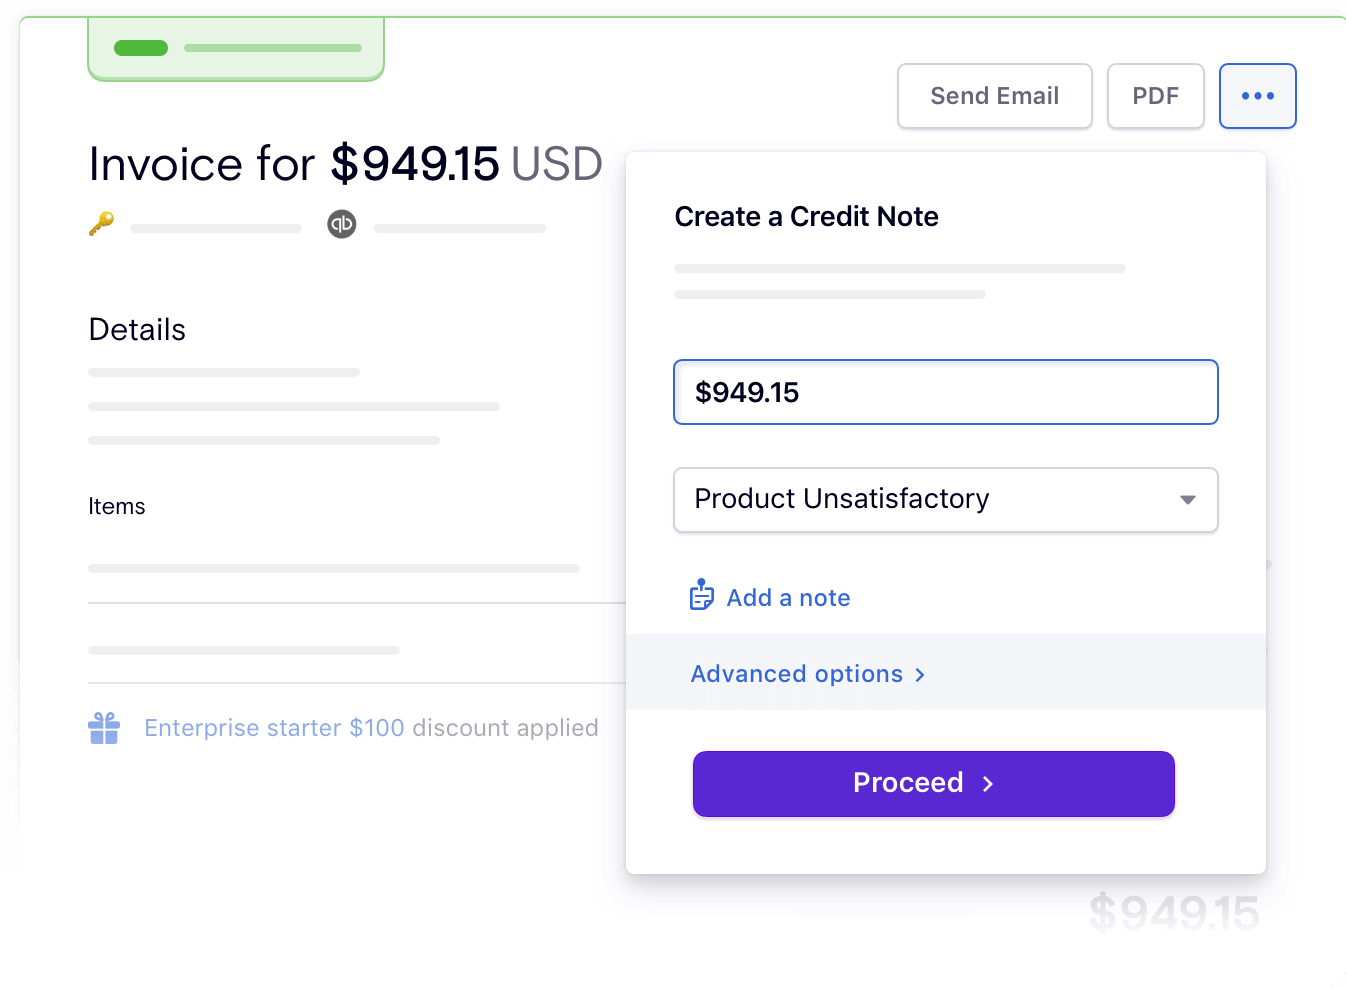 Send Email
PDF
Invoice for $949.15 USD
qb
Create a Credit Note
Details
$949.15
Items
Product Unsatisfactory
Add a note
Advanced options
Enterprise starter $100 discount applied
Proceed
$949.15